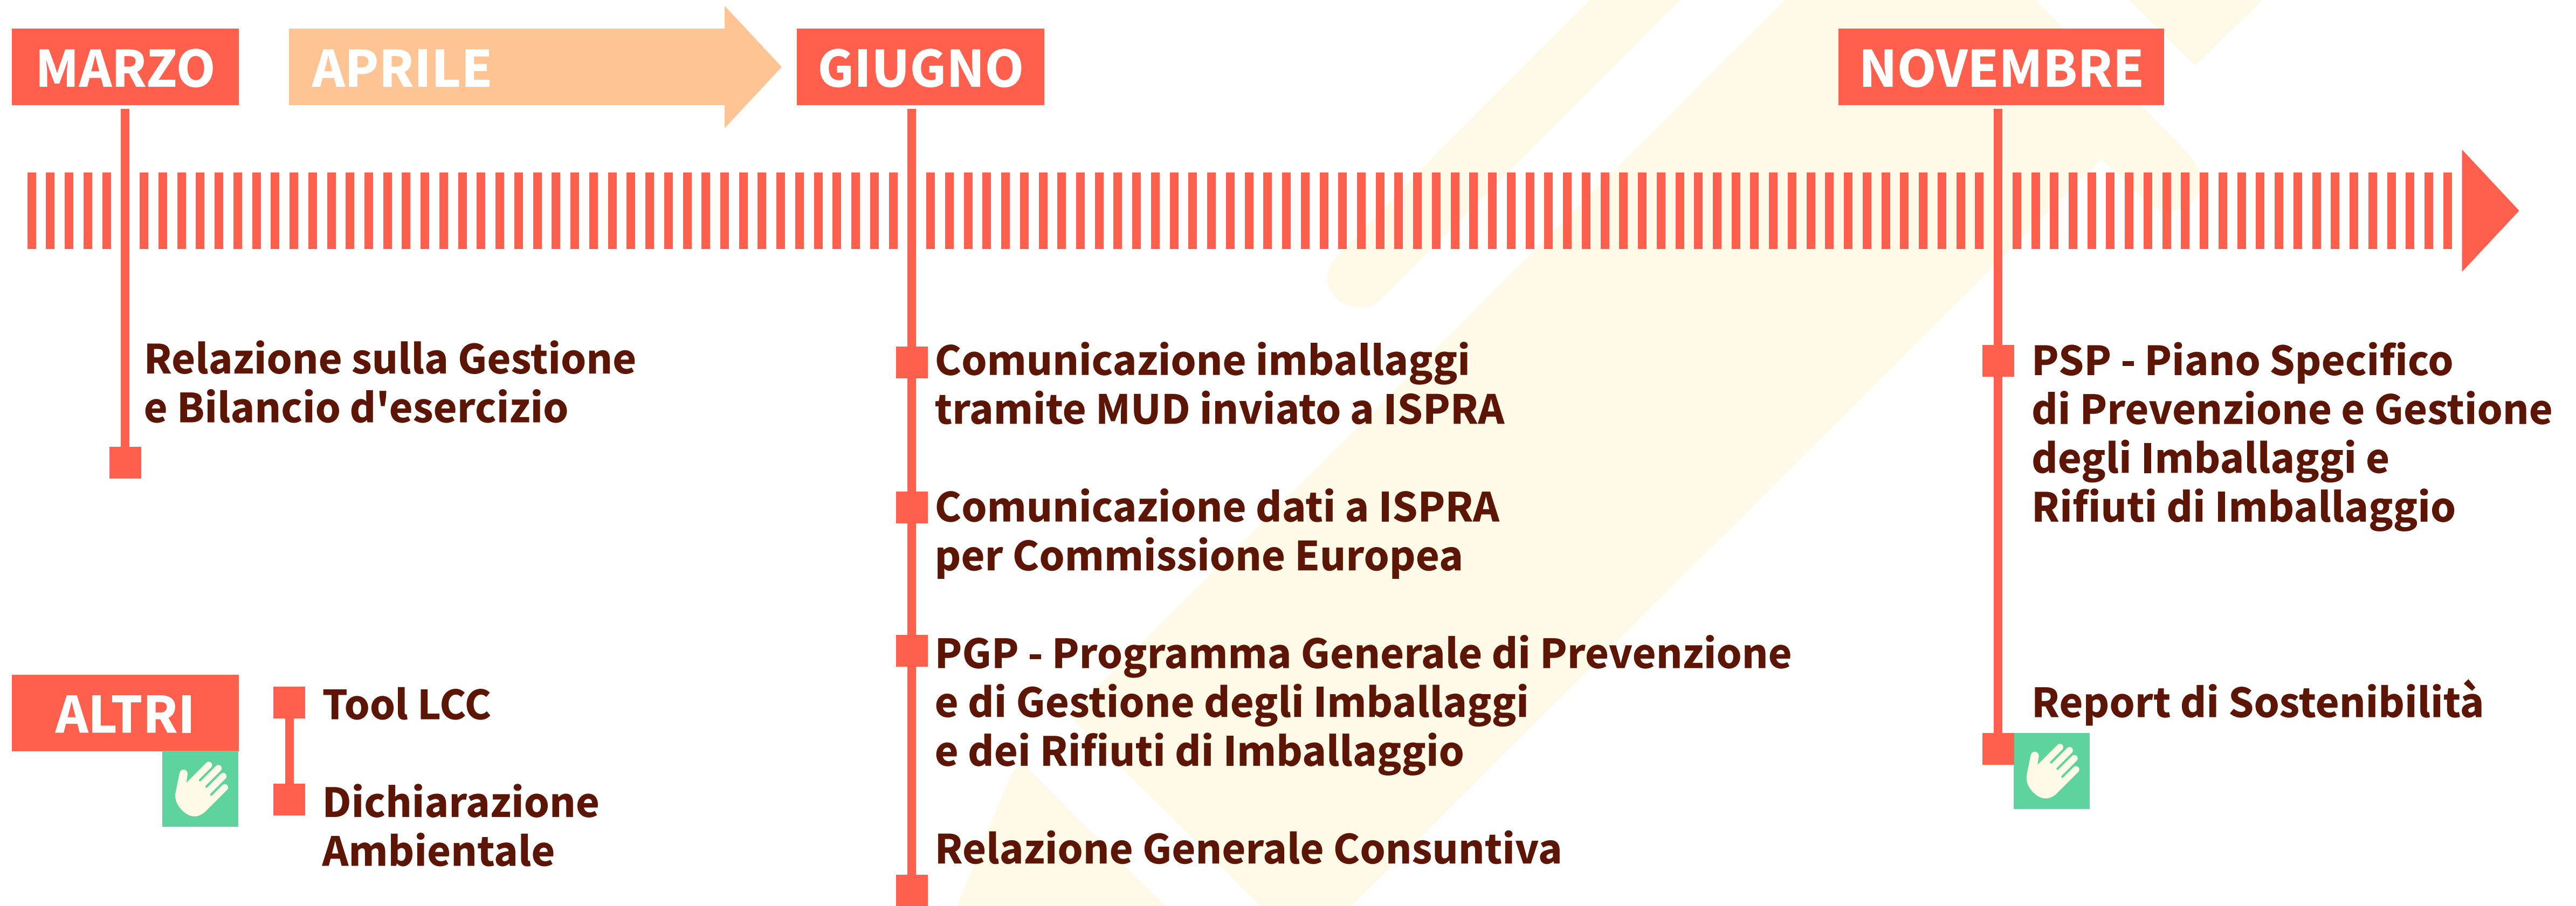 MARZO
APRILE
GIUGNO
NOVEMBRE
Relazione sulla Gestione
e Bilancio d'esercizio
Comunicazione imballaggi
tramite MUD inviato a ISPRA
Comunicazione dati a ISPRA
per Commissione Europea
PGP - Programma Generale di Prevenzione
e di Gestione degli Imballaggi
e dei Rifiuti di Imballaggio
Relazione Generale Consuntiva
PSP - Piano Specifico
di Prevenzione e Gestione
degli Imballaggi e
Rifiuti di Imballaggio
Report di Sostenibilità
ALTRI
Tool LCC
Dichiarazione
Ambientale